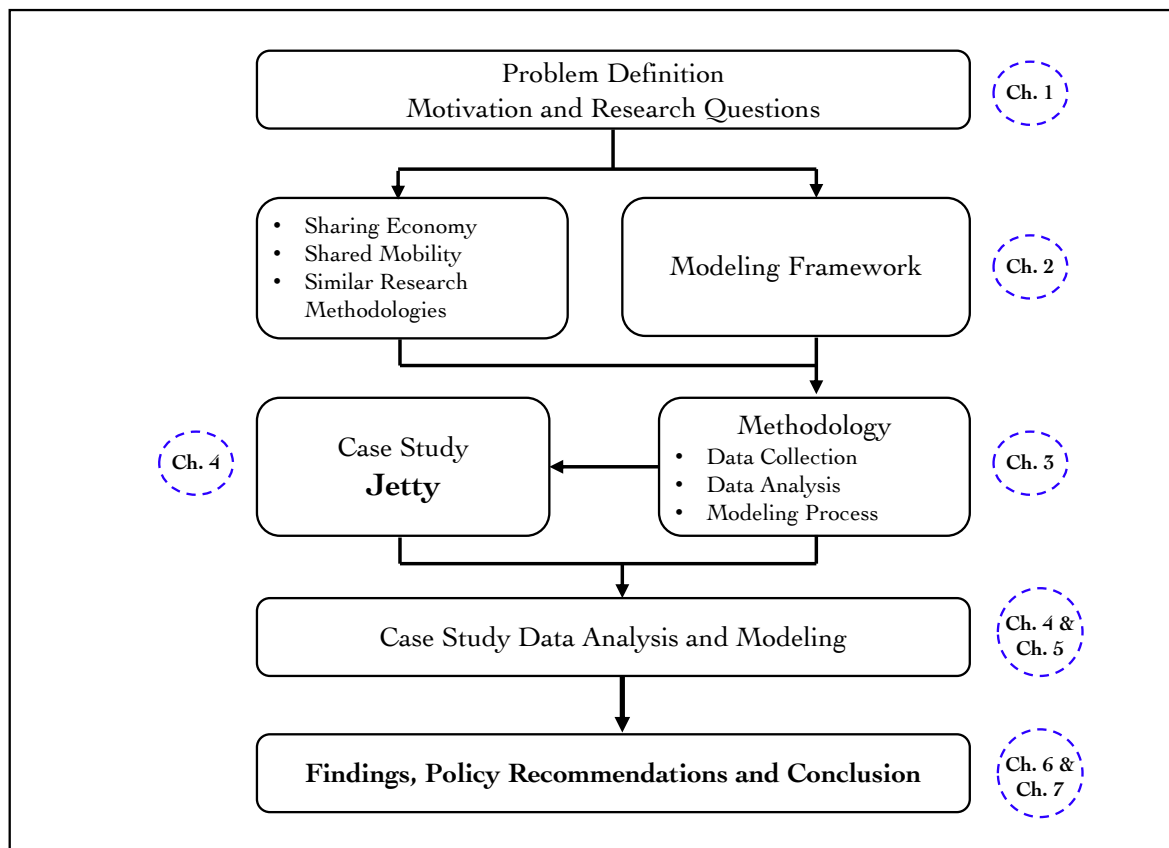 Problem Definition
Motivation and Research Questions
Ch. 1
• Sharing Economy
• Shared Mobility
• Similar Research
Methodologies
Modeling Framework
Ch. 2
Ch. 4
Case Study
Jetty
Methodology
• Data Collection
• Data Analysis
• Modeling Process
Ch. 3
Case Study Data Analysis and Modeling
Ch. 4 &
Ch. 5
Findings, Policy Recommendations and Conclusion
Ch. 6 &
Ch. 7